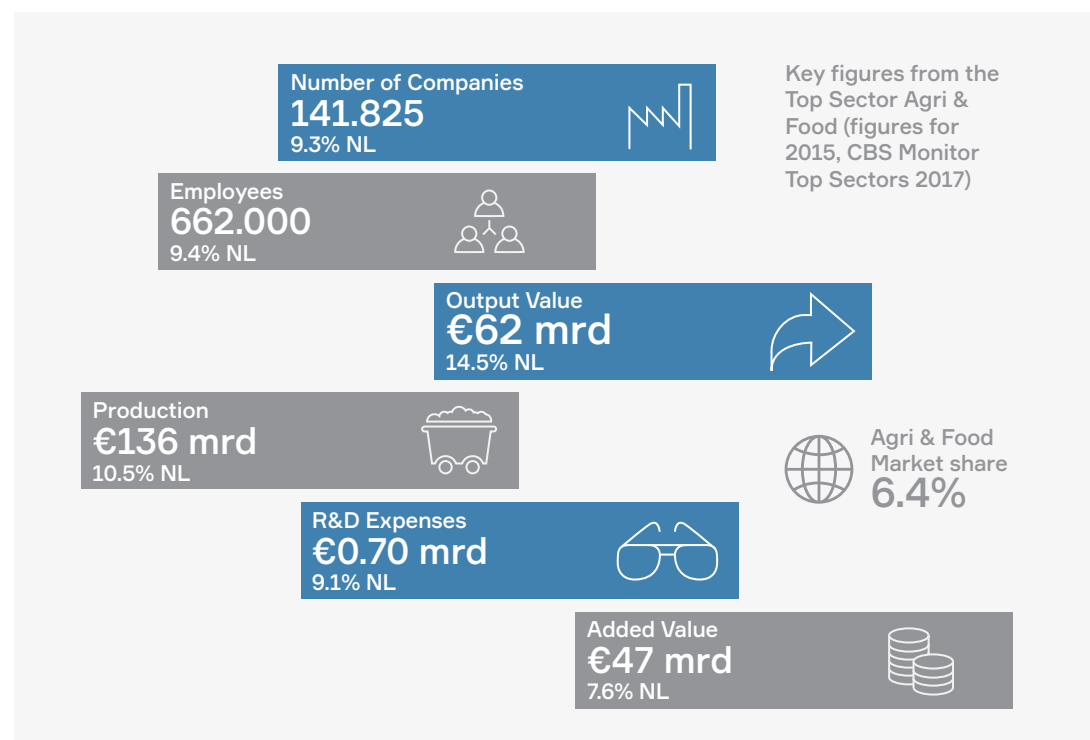 Number of Companies
141.825
9.3% NL
Key figures from the
Top Sector Agri &
Food (figures for
2015, CBS Monitor
Top Sectors 2017)
Employees
662.000
9.4% NL
Output Value
€62 mrd
14.5% NL
Production
€136 mrd
10.5% NL
Agri & Food
Market share
6.4%
R&D Expenses
€0.70 mrd
9.1% NL
Added Value
€47 mrd
7.6% NL